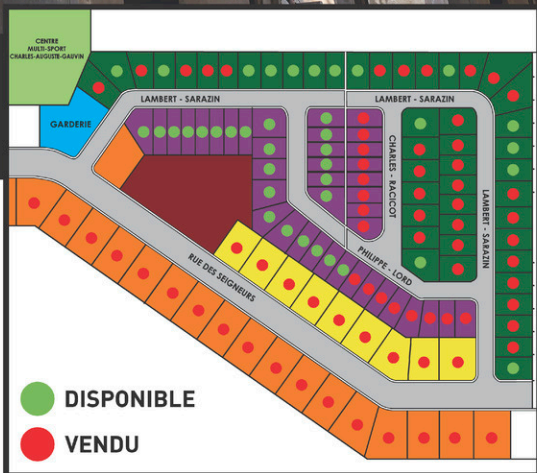 CENTRE
MULTI-SPORT
CHARLES-AUGUSTE-GAUVIN
GARDERIE
LAMBERT - SARAZIN
LAMBERT - SARAZIN
CHARLES - RACICOT
LAMBERT - SARAZIN
PHILIPPE - LORD
RUE DES SEIGNEURS
DISPONIBLE
VENDU